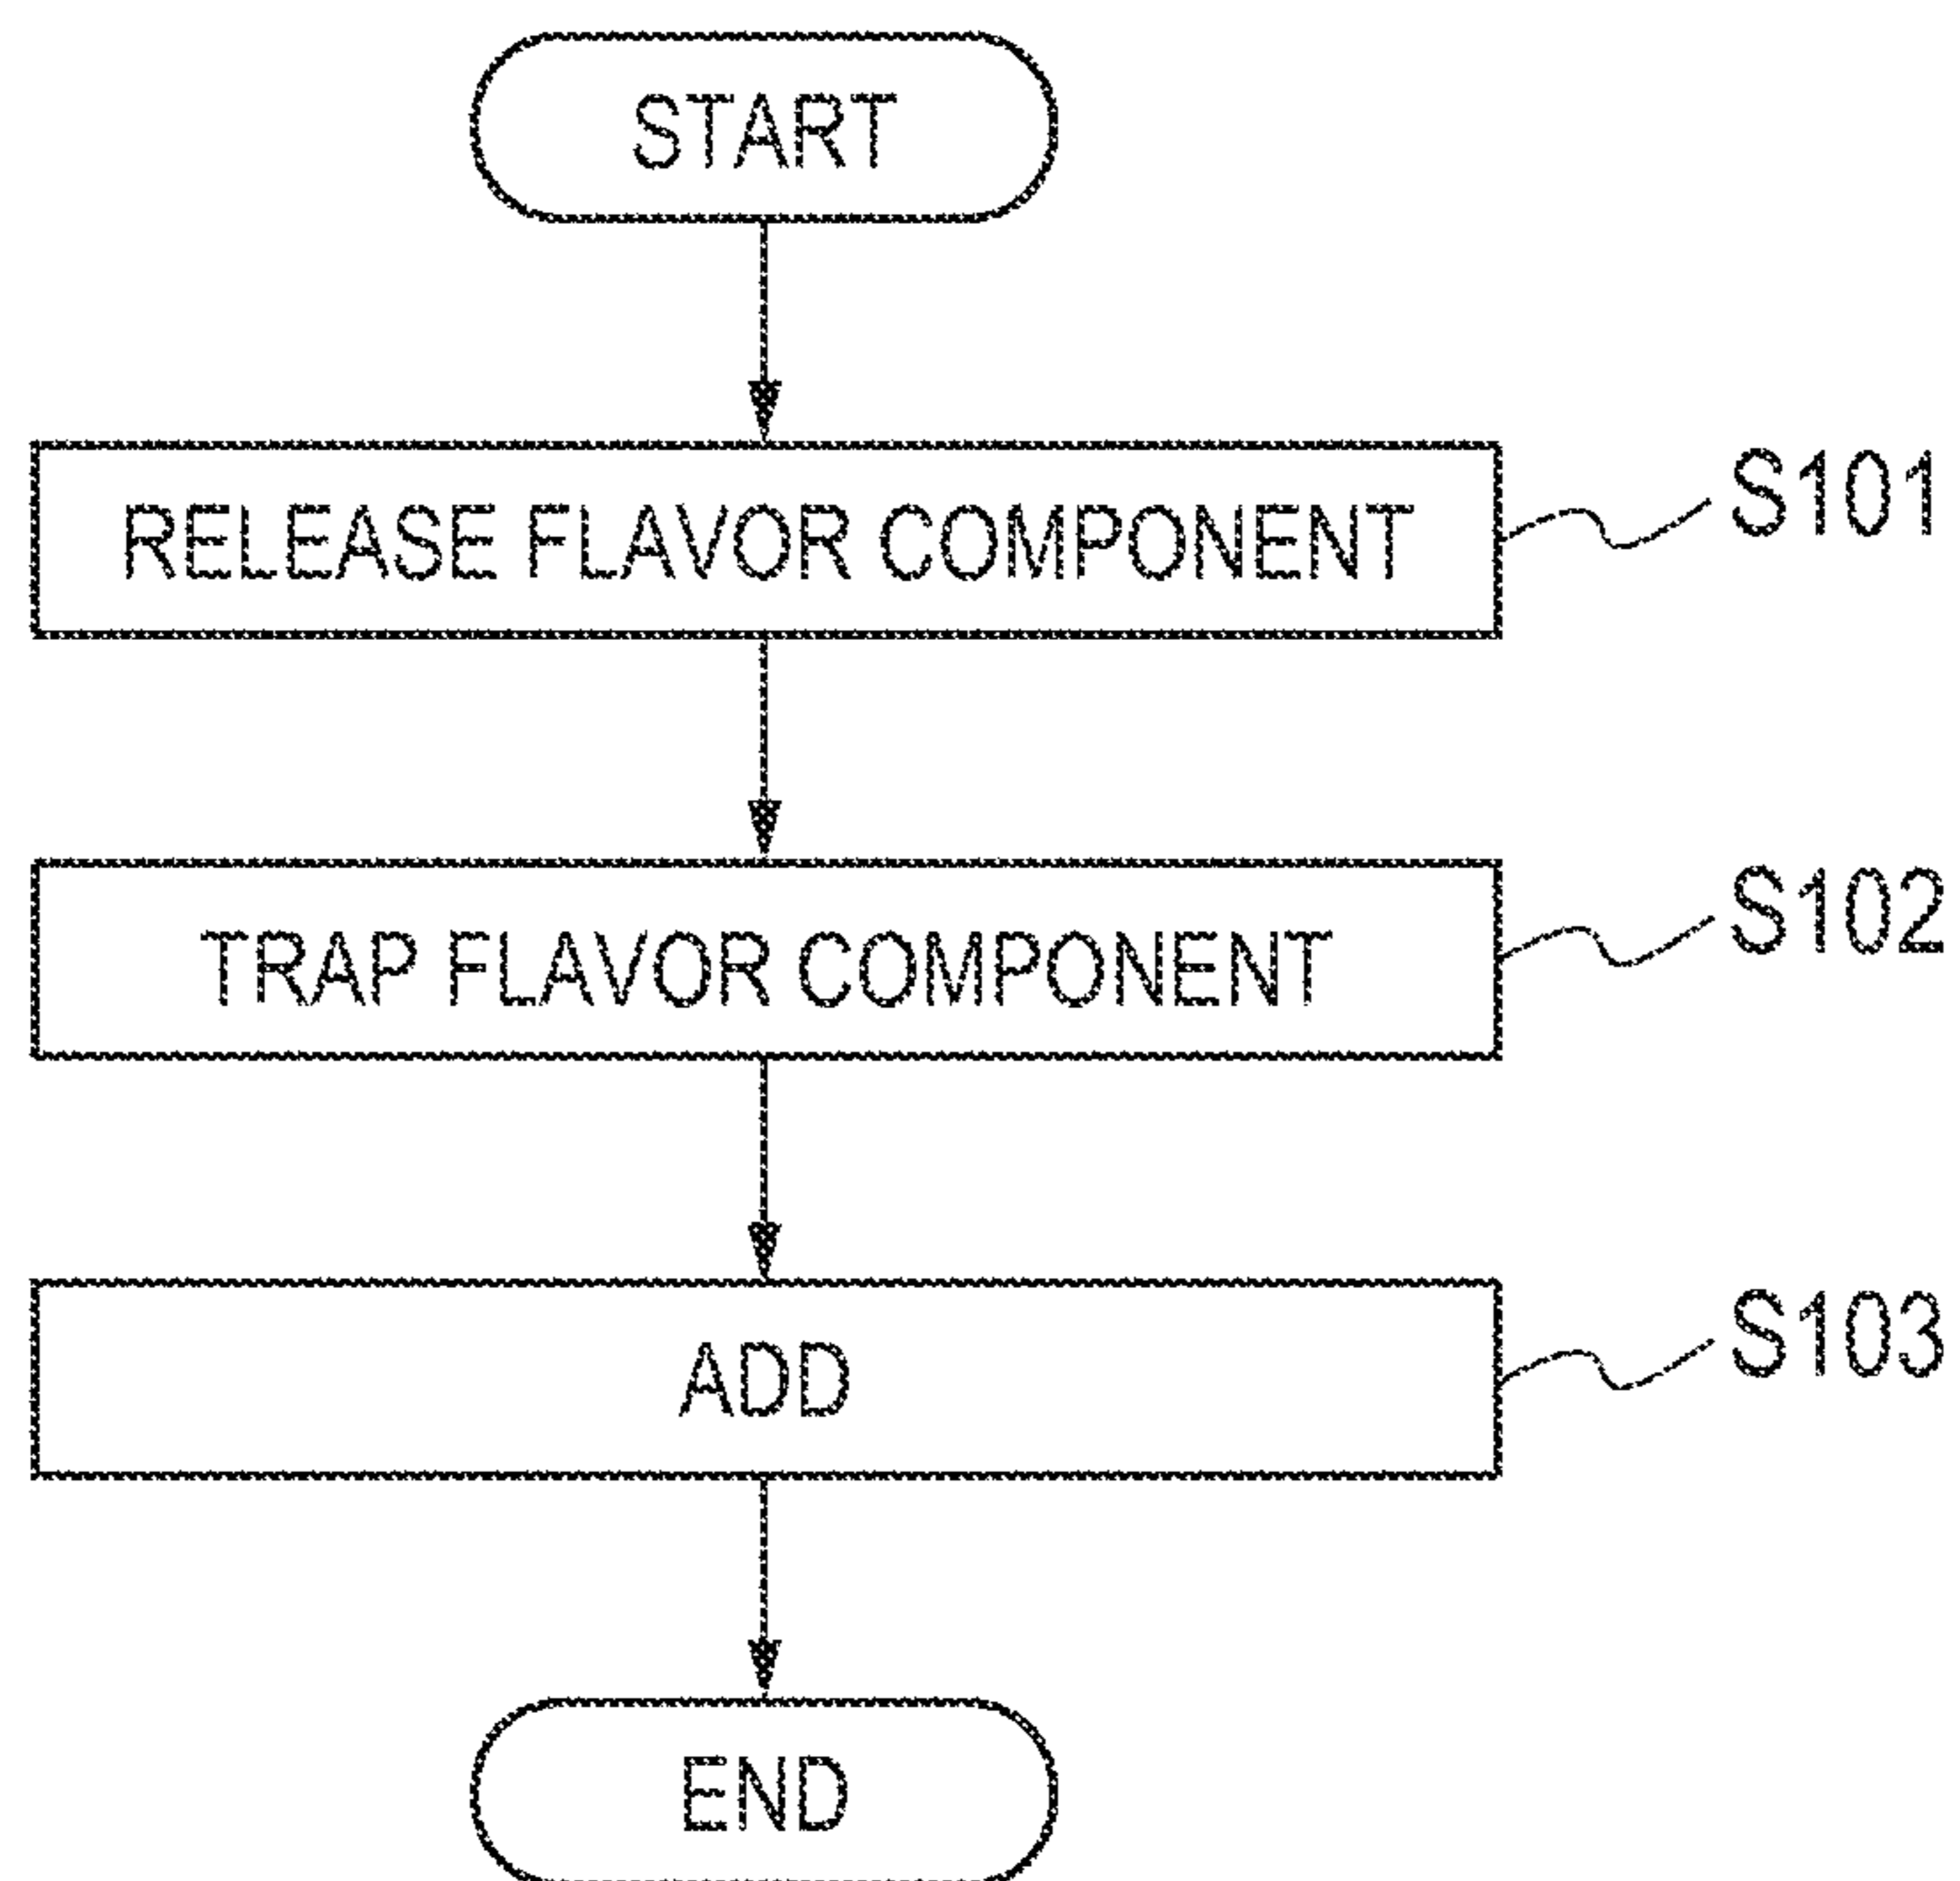 START
RELEASE FLAVOR COMPONENT
S101
TRAP FLAVOR COMPONENT
S102
ADD
S103
END